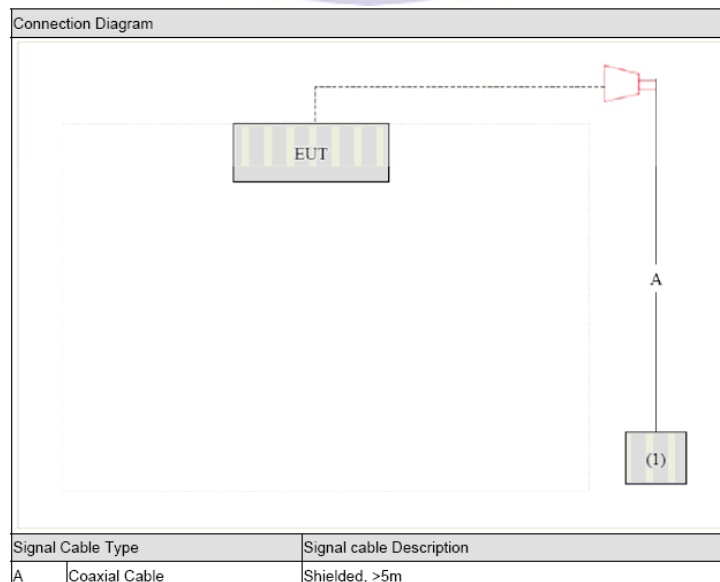 Connection Diagram
EUT
A
(1)
Signal Cable Type Signal cable Description
A Coaxial Cable Shielded, >5m